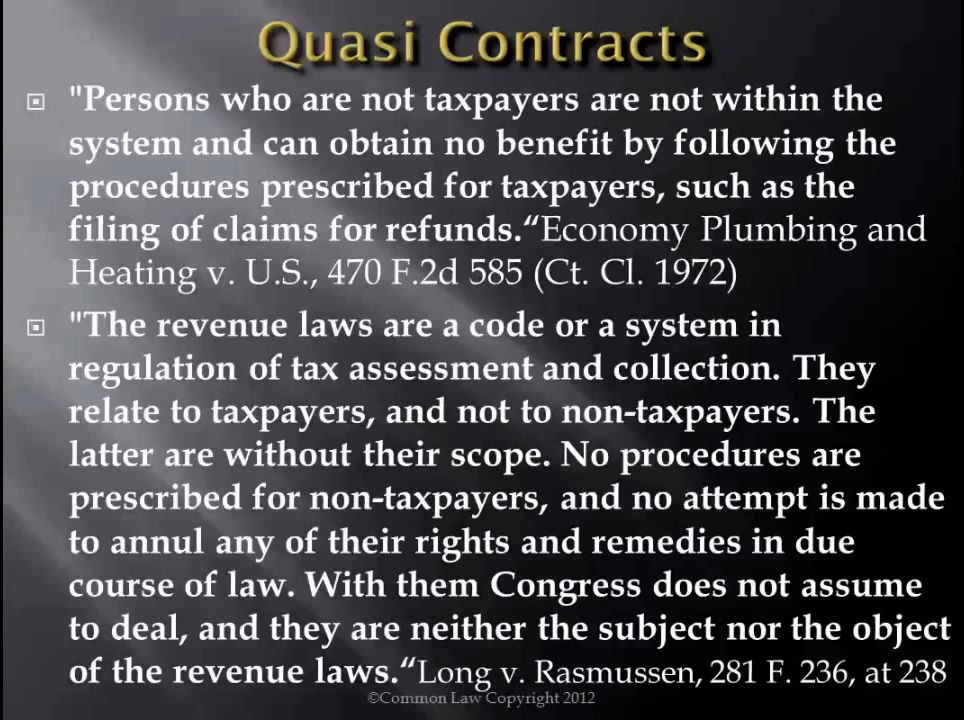 Quasi Contracts
"Persons who are not taxpayers are not within the
system and can obtain no benefit by following the
procedures prescribed for taxpayers, such as the
filing of claims for refunds.“Economy Plumbing and
Heating v. U.S., 470 F.2d 585 (Ct. Cl. 1972)
"The revenue laws are a code or a system in
regulation of tax assessment and collection. They
relate to taxpayers, and not to non-taxpayers. The
latter are without their scope. No procedures are
prescribed for non-taxpayers, and no attempt is made
to annul any of their rights and remedies in due
course of law. With them Congress does not assume
to deal, and they are neither the subject nor the object
of the revenue laws.“Long v. Rasmussen, 281 F. 236, at 238
©Common Law Copyright 2012